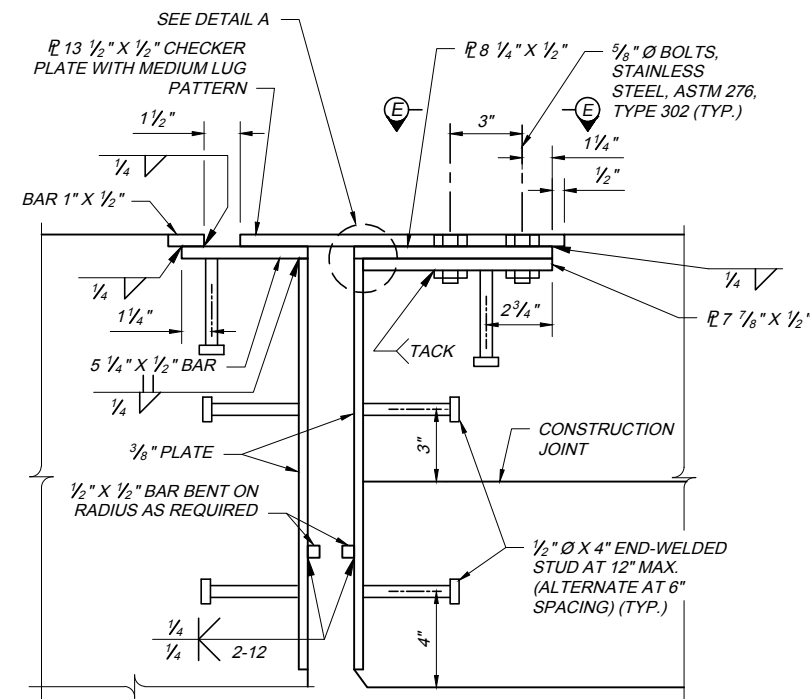 SEE DETAIL A
℄ 13 1/2" X 1/2" CHECKER
PLATE WITH MEDIUM LUG
PATTERN
℄ 8 1/4" X 1/2"
5/8" Ø BOLTS,
STAINLESS
STEEL, ASTM 276,
TYPE 302 (TYP.)
E
E
1 1/2"
3"
1 1/4"
1/2"
1/4
BAR 1" X 1/2"
1/4
1/4
1 1/4"
2 3/4"
℄ 7 7/8" X 1/2"
TACK
5 1/4" X 1/2" BAR
1/4
3/8" PLATE
3"
CONSTRUCTION
JOINT
1/2" X 1/2" BAR BENT ON
RADIUS AS REQUIRED
1/2" Ø X 4" END-WELDED
STUD AT 12" MAX.
(ALTERNATE AT 6"
SPACING) (TYP.)
1/4
1/4
2-12
4"